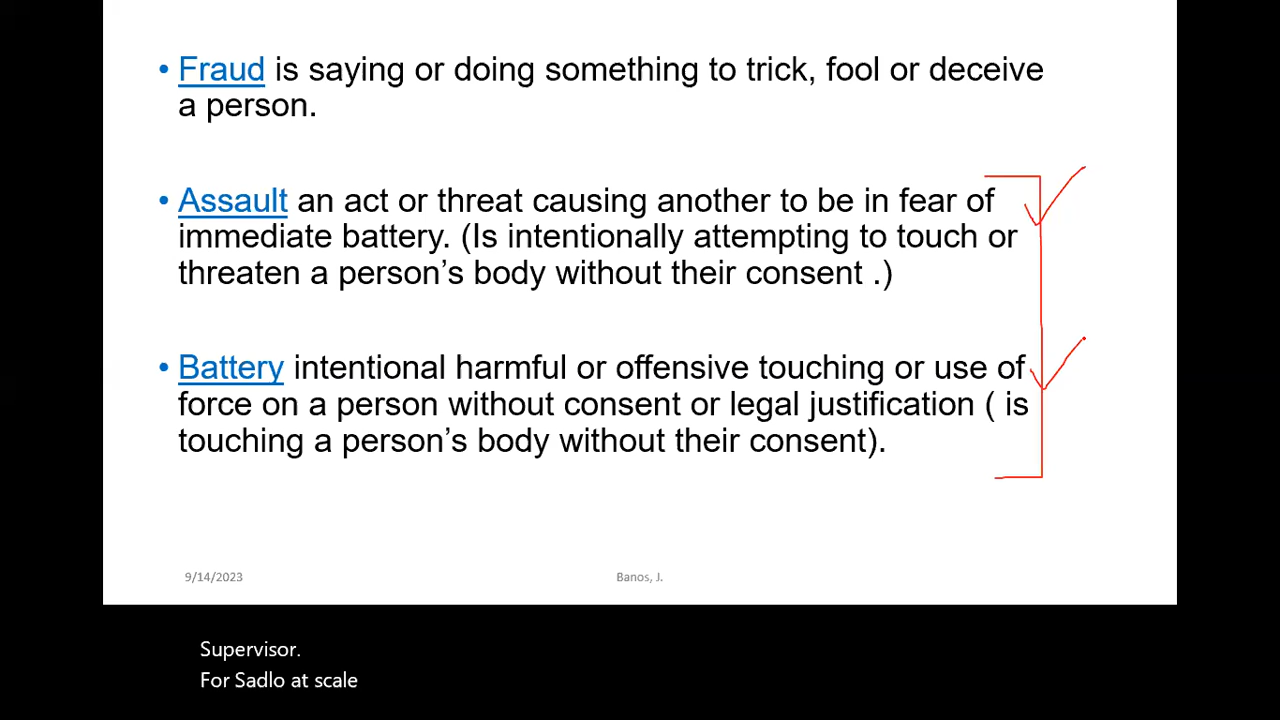 • Fraud is saying or doing something to trick, fool or deceive
a person.
• Assault an act or threat causing another to be in fear of
immediate battery. (Is intentionally attempting to touch or
threaten a person’s body without their consent .)
• Battery intentional harmful or offensive touching or use of
force on a person without consent or legal justification ( is
touching a person’s body without their consent).
9/14/2023
Banos, J.
Supervisor.
For Sadlo at scale